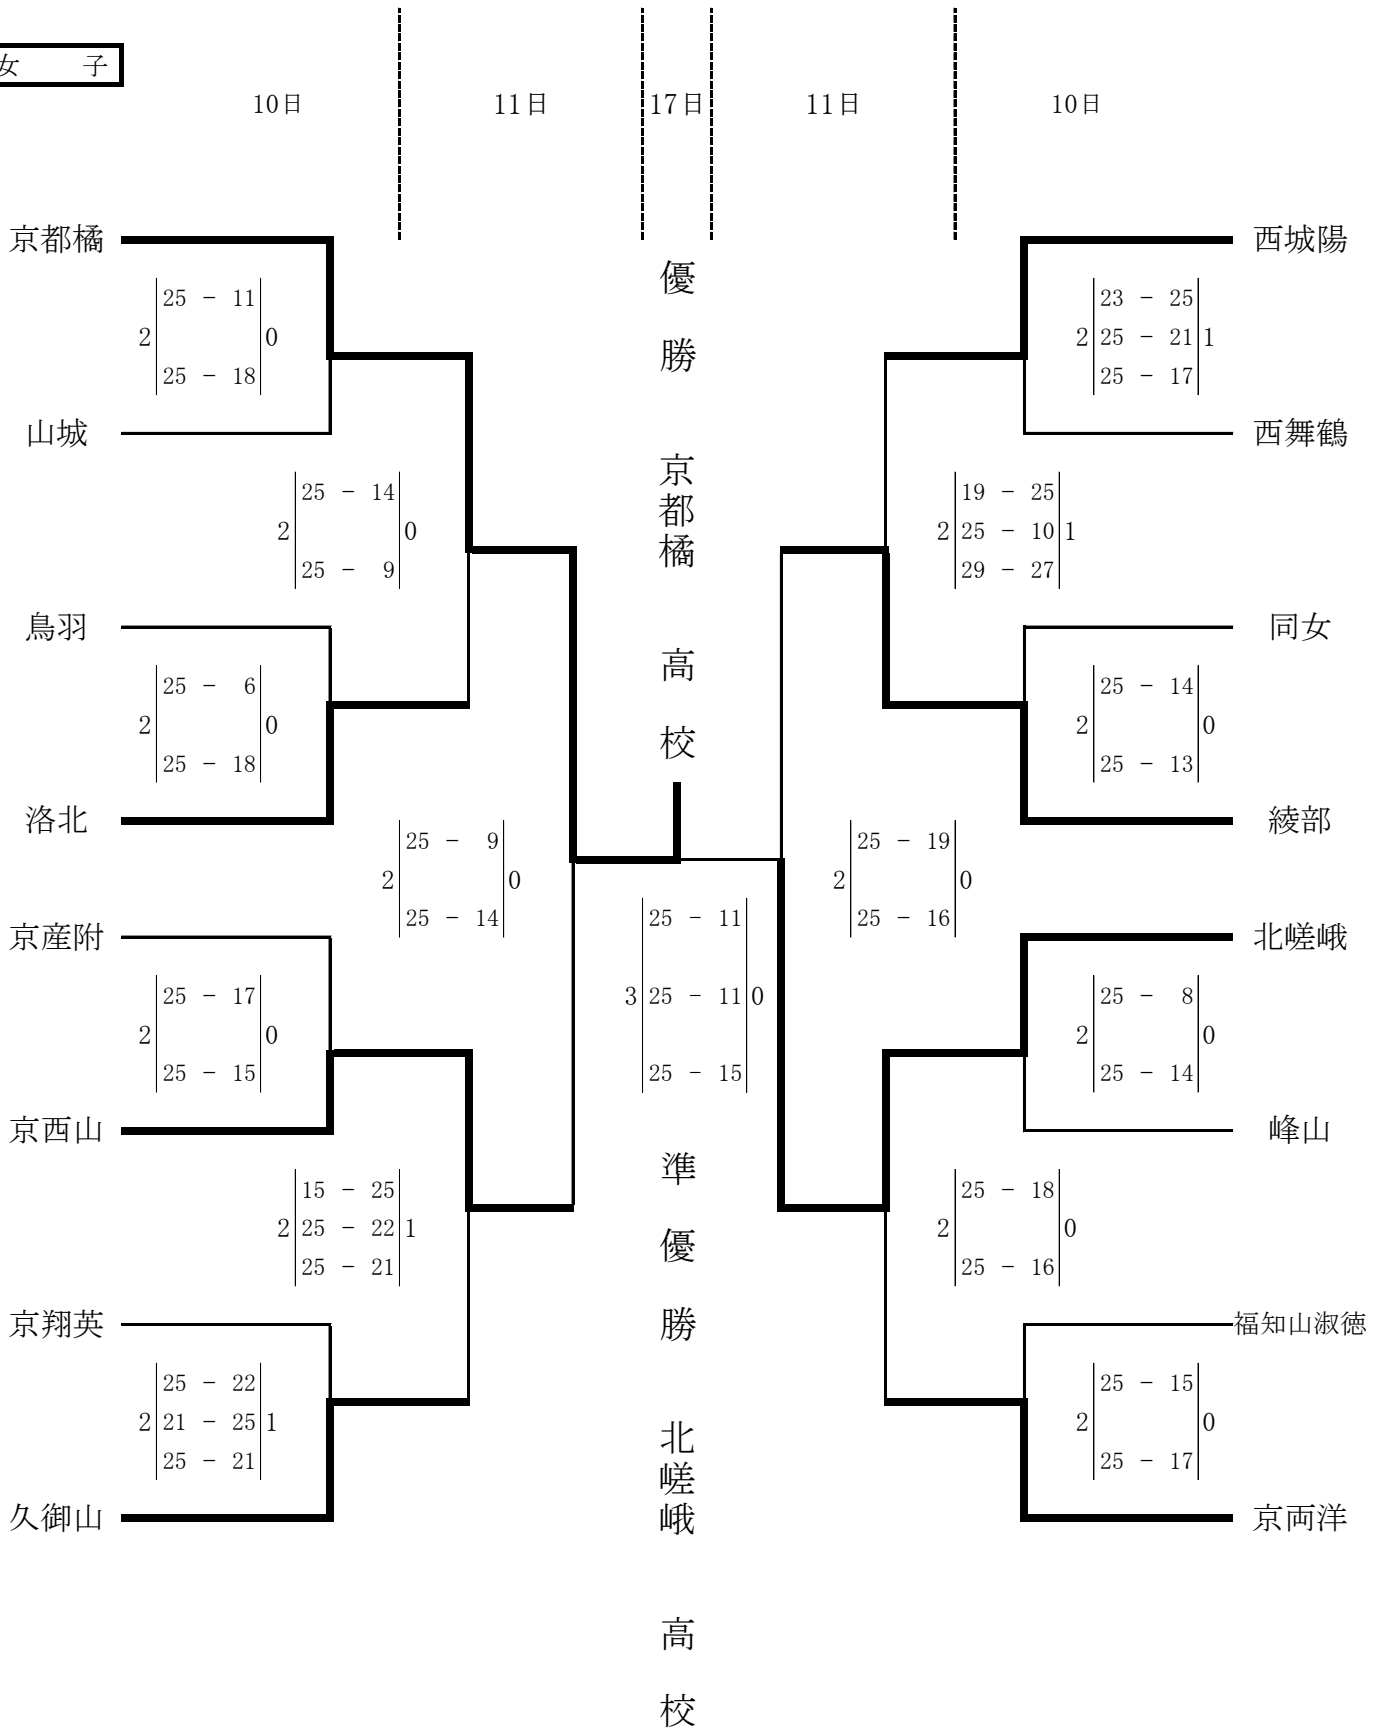 女 子
10日 11日 17日 11日 10日
京都橘
25 - 11
2 0
25 - 18
山城
25 - 14
2 0
25 - 9
鳥羽
25 - 6
2 0
25 - 18
洛北
25 - 9
2 0
25 - 14
京産附
25 - 17
2 0
25 - 15
京西山
15 - 25
2 25 - 22 1
25 - 21
京翔英
25 - 22
2 21 - 25 1
25 - 21
久御山
優勝 京都橘 高校
25 - 11
3 25 - 11 0
25 - 15
準優勝 北嵯峨 高校
西城陽
23 - 25
2 25 - 21 1
25 - 17
西舞鶴
19 - 25
2 25 - 10 1
29 - 27
同女
25 - 14
2 0
25 - 13
綾部
25 - 19
2 0
25 - 16
北嵯峨
25 - 8
2 0
25 - 14
峰山
25 - 18
2 0
25 - 16
福知山淑徳
25 - 15
2 0
25 - 17
京両洋